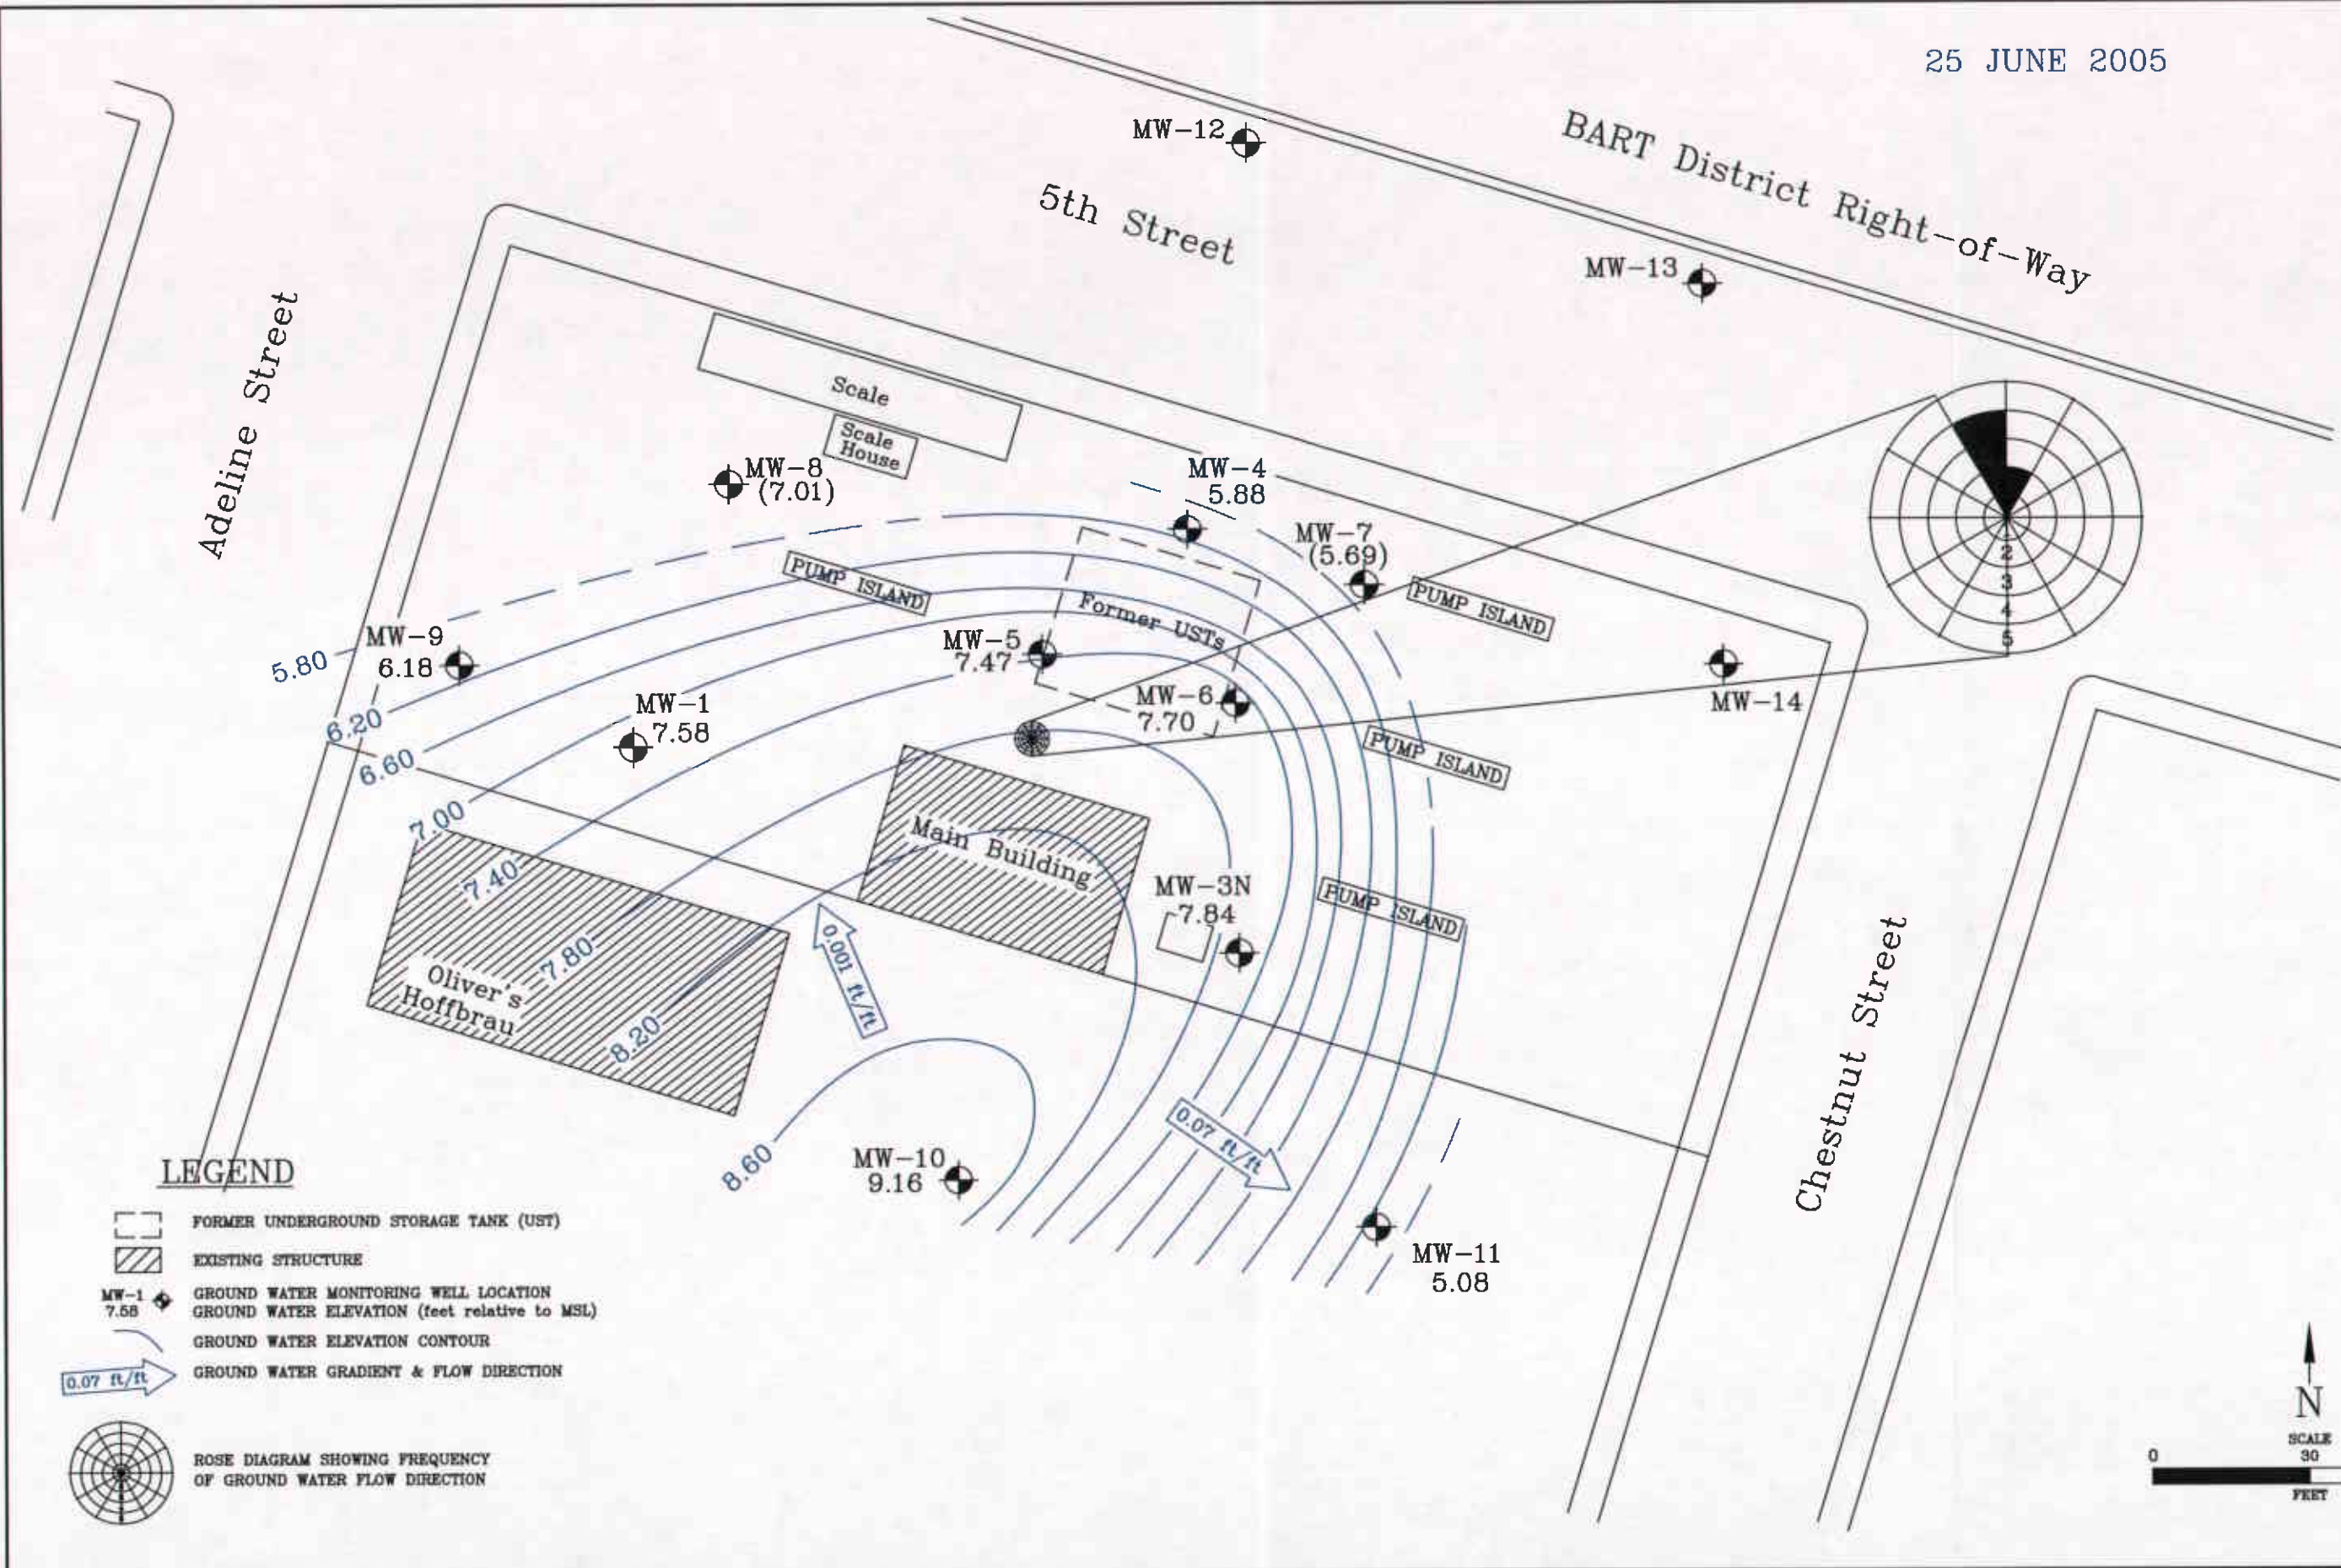 25 JUNE 2005
MW-12
BART District Right-of-Way
5th Street
MW-13
Adeline Street
Scale
Scale
House
MW-8
(7.01)
MW-4
5.88
MW-7
(5.69)
PUMP ISLAND
PUMP ISLAND
Former USTs
2
3
4
5
MW-9
6.18
5.80
MW-5
7.47
MW-14
MW-6
7.70
MW-1
7.58
6.20
6.60
PUMP ISLAND
7.00
Main Building
7.40
MW-3N
7.84
PUMP ISLAND
7.80
0.001 ft/ft
Oliver's
Hoffbrau
8.20
Chestnut Street
0.07 ft/ft
8.60
MW-10
9.16
MW-11
5.08
LEGEND
FORMER UNDERGROUND STORAGE TANK (UST)
EXISTING STRUCTURE
MW-1
7.58
GROUND WATER MONITORING WELL LOCATION
GROUND WATER ELEVATION (feet relative to MSL)
GROUND WATER ELEVATION CONTOUR
0.07 ft/ft
GROUND WATER GRADIENT & FLOW DIRECTION
ROSE DIAGRAM SHOWING FREQUENCY
OF GROUND WATER FLOW DIRECTION
N
SCALE
0 30
FEET